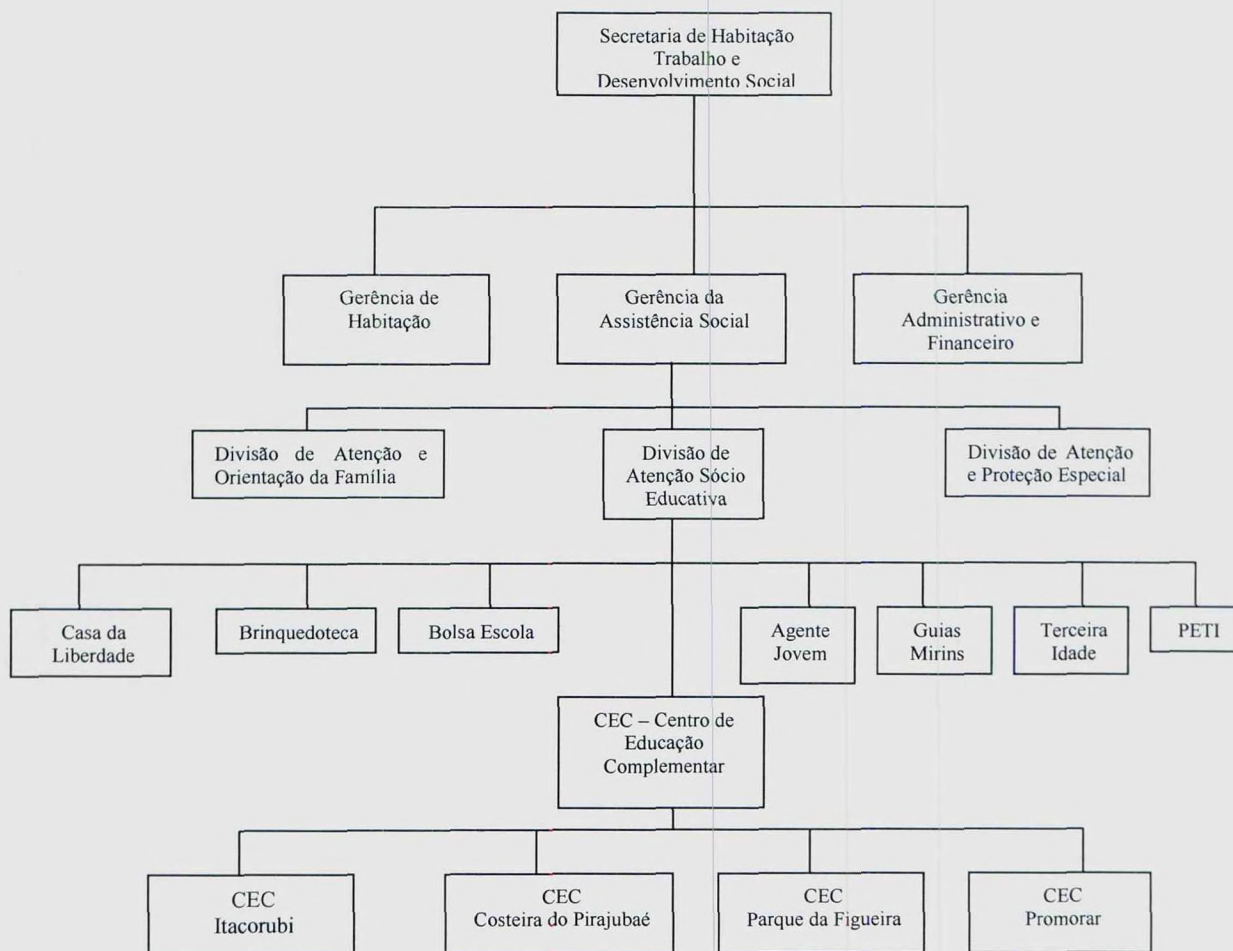 Secretaria de Habitação
Trabalho e
Desenvolvimento Social
Gerência de
Habitação
Gerência da
Assistência Social
Gerência
Administrativo e
Financeiro
Divisão de Atenção e
Orientação da Família
Divisão de
Atenção Sócio
Educativa
Divisão de Atenção
e Proteção Especial
Casa da
Liberdade
Brinquedoteca
Bolsa Escola
Agente
Jovem
Guias
Mirins
Terceira
Idade
PETI
CEC – Centro de
Educação
Complementar
CEC
Itacorubi
CEC
Costeira do Pirajubaé
CEC
Parque da Figueira
CEC
Promorar